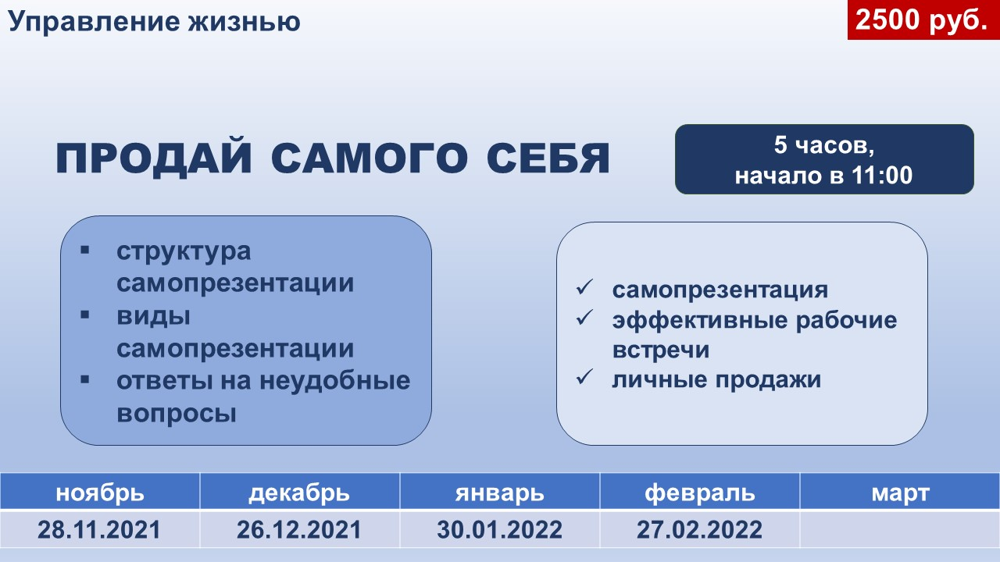 Управление жизнью
2500 руб.
ПРОДАЙ САМОГО СЕБЯ
5 часов,
начало в 11:00
▪ структура
самопрезентации
▪ виды
самопрезентации
▪ ответы на неудобные
вопросы
✓ самопрезентация
✓ эффективные рабочие
встречи
✓ личные продажи
ноябрь декабрь январь февраль март
28.11.2021 26.12.2021 30.01.2022 27.02.2022